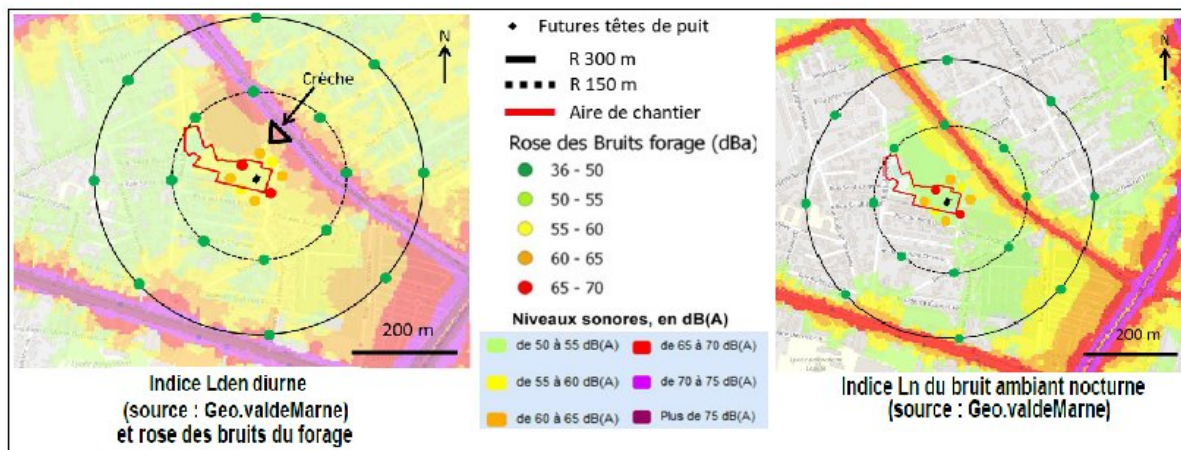 N
Crèche
200 m
Indice Lden diurne
(source : Geo.valdeMarne)
et rose des bruits du forage
Futures têtes de puit
R 300 m
R 150 m
Aire de chantier
Rose des Bruits forage (dBa)
36 - 50
50 - 55
55 - 60
60 - 65
65 - 70
Niveaux sonores, en dB(A)
de 50 à 55 dB(A)
de 65 à 70 dB(A)
de 55 à 60 dB(A)
de 70 à 75 dB(A)
de 60 à 65 dB(A)
Plus de 75 dB(A)
N
200 m
Indice Ln du bruit ambiant nocturne
(source : Geo.valdeMarne)